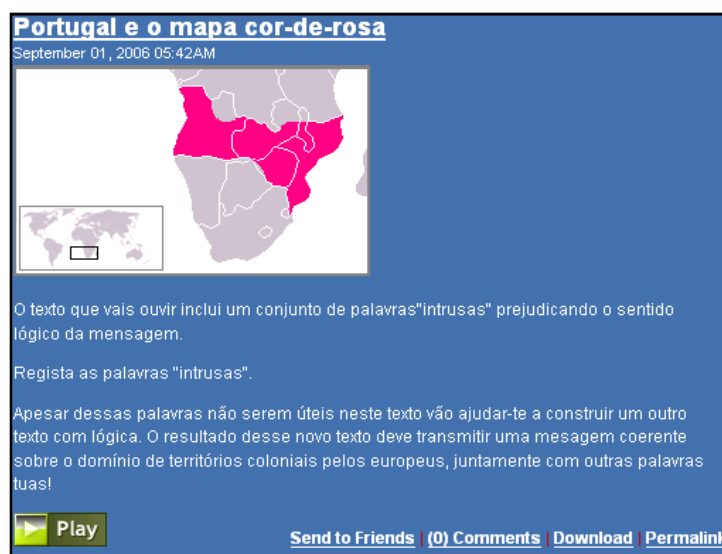 Portugal e o mapa cor-de-rosa
September 01, 2006 05:42AM
O texto que vais ouvir inclui um conjunto de palavras"intrusas" prejudicando o sentido
lógico da mensagem.
Regista as palavras "intrusas".
Apesar dessas palavras não serem úteis neste texto vão ajudar-te a construir um outro
texto com lógica. O resultado desse novo texto deve transmitir uma mesagem coerente
sobre o domínio de territórios coloniais pelos europeus, juntamente com outras palavras
tuas!
Play
Send to Friends | (0) Comments | Download | Permalink